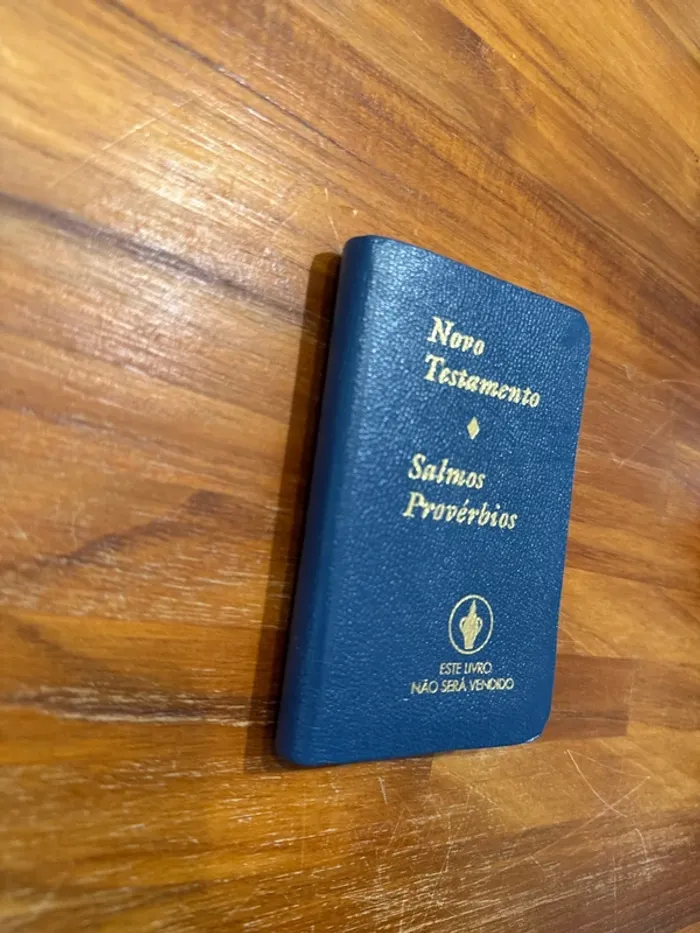 Novo
Testamento
Salmos
Provérbios
ESTE LIVRO
NÃO SERÁ VENDIDO